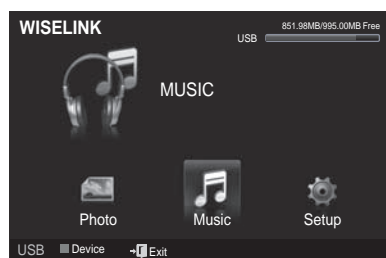 WISELINK
851.98MB/995.00MB Free
USB
MUSIC
Photo Music Setup
USB Device Exit